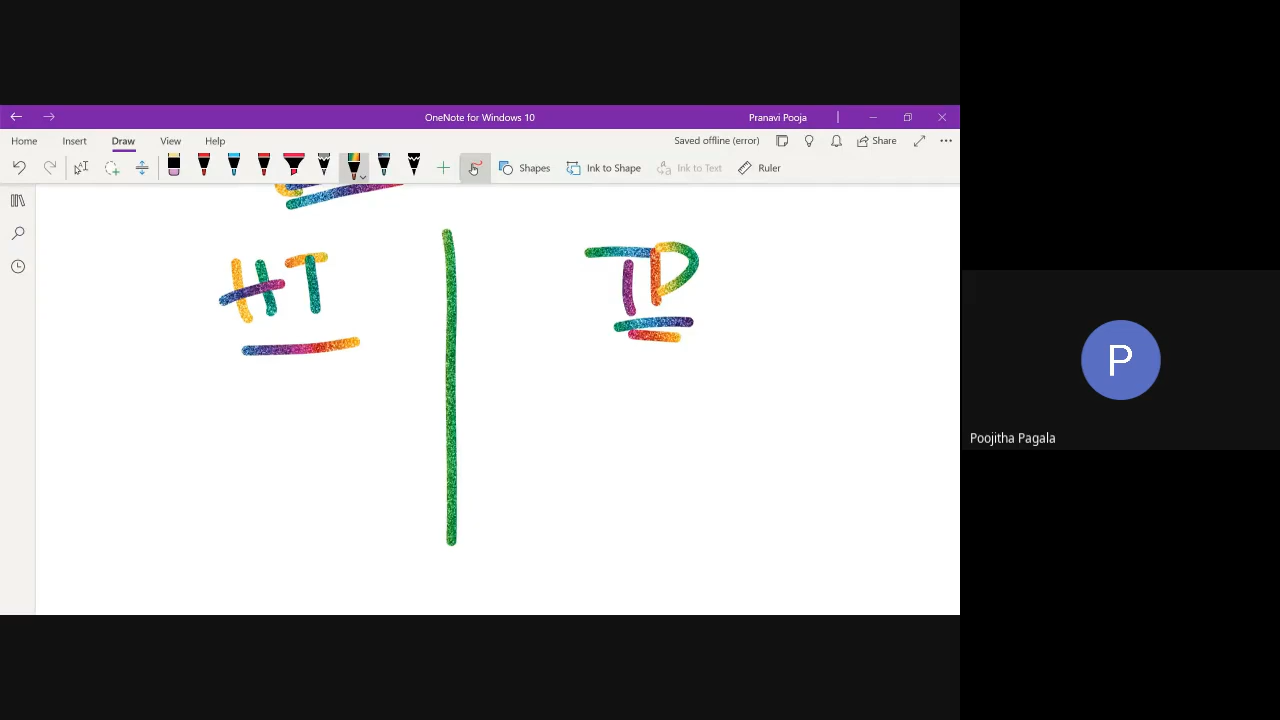 OneNote for Windows 10
Pranavi Pooja
Home Insert Draw View Help
Saved offline (error)
Share
Shapes
Ink to Shape
Ink to Text
Ruler
HT
TP
P
Poojitha Pagala